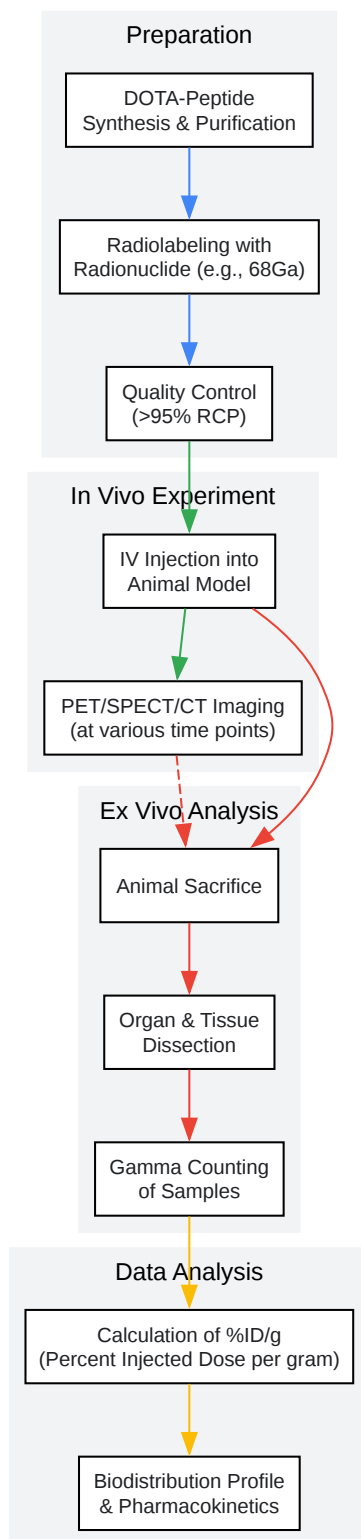 Preparation
DOTA-Peptide
Synthesis & Purification
Radiolabeling with
Radionuclide (e.g., 68Ga)
Quality Control
(>95% RCP)
In Vivo Experiment
IV Injection into
Animal Model
PET/SPECT/CT Imaging
(at various time points)
Ex Vivo Analysis
Animal Sacrifice
Organ & Tissue
Dissection
Gamma Counting
of Samples
Data Analysis
Calculation of %ID/g
(Percent Injected Dose per gram)
Biodistribution Profile
& Pharmacokinetics